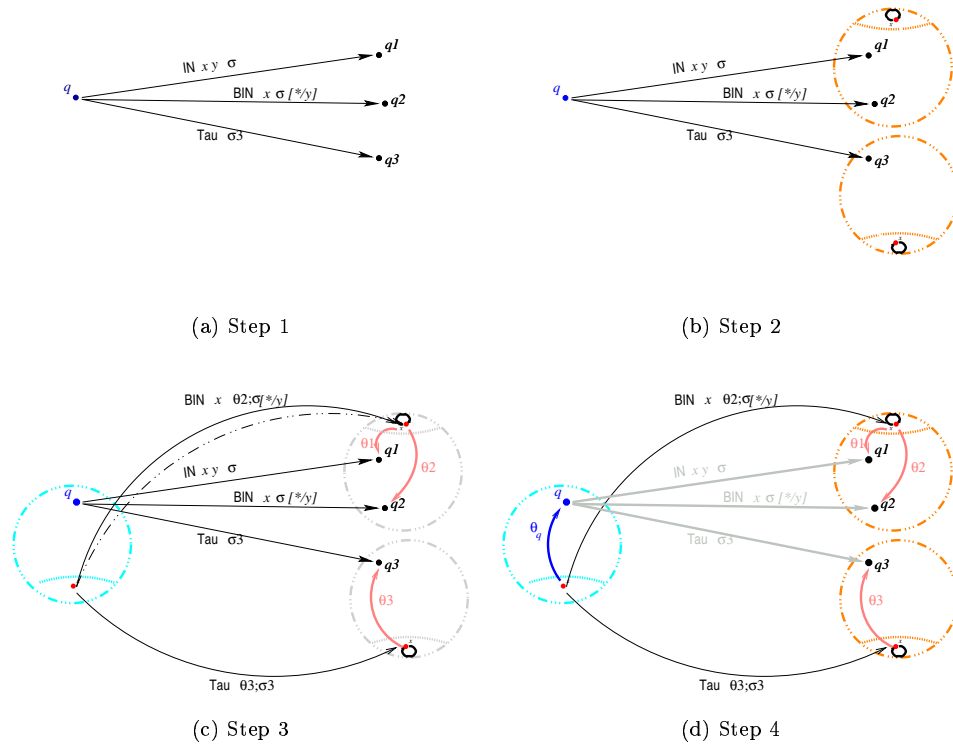 q
IN x y σ
q1
BIN x σ [*/y]
q2
Tau σ3
q3
(a) Step 1
x
q
IN x y σ
q1
BIN x σ [*/y]
q2
Tau σ3
q3
x
(b) Step 2
BIN x θ2;σ[*/y]
x
θ1
q1
IN x y σ
θ2
q
BIN x σ [*/y]
q2
Tau σ3
q3
θ3
x
Tau θ3;σ3
(c) Step 3
BIN x θ2;σ[*/y]
x
θ1
q1
IN x y σ
θ2
q
BIN x σ [*/y]
q2
θq
Tau σ3
q3
θ3
x
Tau θ3;σ3
(d) Step 4